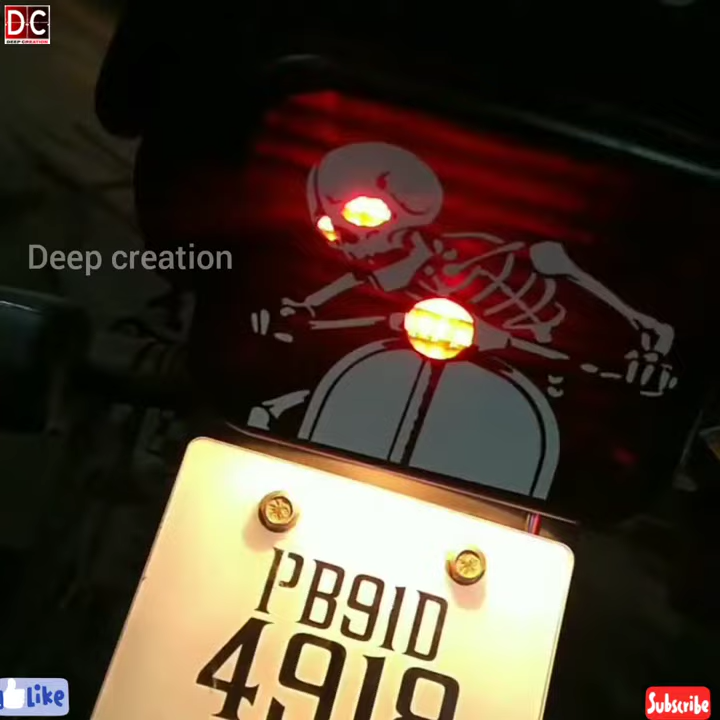 DC
DEEP CREATION
Deep creation
PB91D
4918
Like
Subscribe